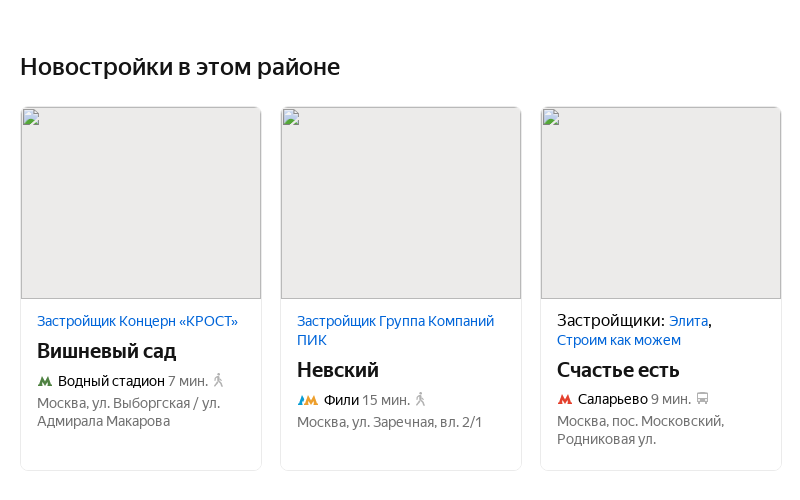 Новостройки в этом районе
Застройщик Концерн «КРОСТ»
Вишневый сад
Водный стадион 7 мин.
Москва, ул. Выборгская / ул.
Адмирала Макарова
Застройщик Группа Компаний
ПИК
Невский
Фили 15 мин.
Москва, ул. Заречная, вл. 2/1
Застройщики: Элита,
Строим как можем
Счастье есть
Саларьево 9 мин.
Москва, пос. Московский,
Родниковая ул.